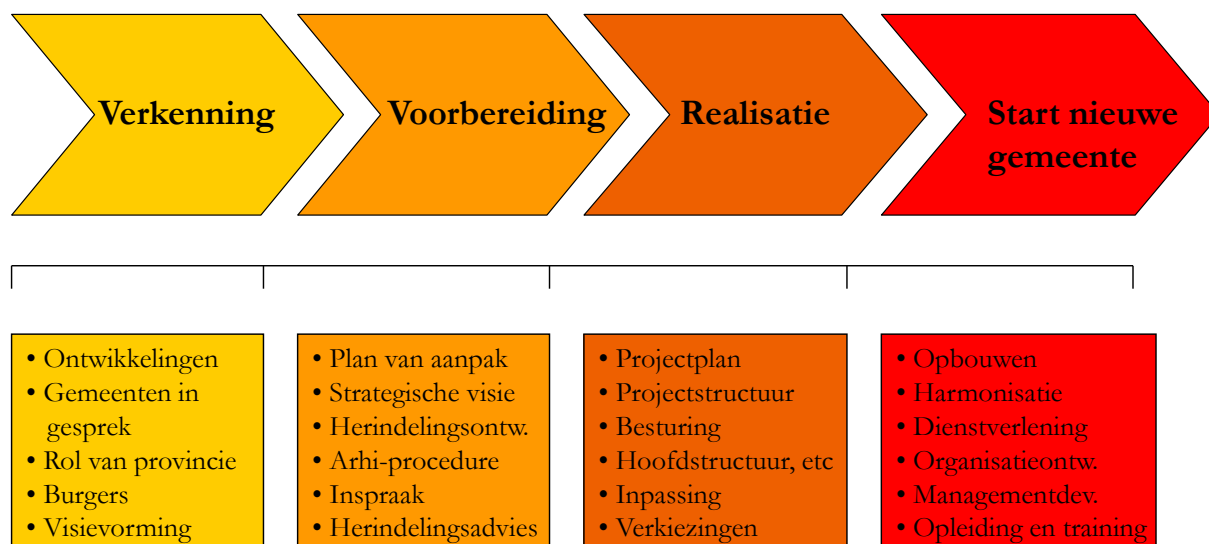 Verkenning
Voorbereiding
Realisatie
Start nieuwe
gemeente
• Ontwikkelingen
• Gemeenten in
gesprek
• Rol van provincie
• Burgers
• Visievorming
• Plan van aanpak
• Strategische visie
• Herindelingsontw.
• Arhi-procedure
• Inspraak
• Herindelingsadvies
• Projectplan
• Projectstructuur
• Besturing
• Hoofdstructuur, etc
• Inpassing
• Verkiezingen
• Opbouwen
• Harmonisatie
• Dienstverlening
• Organisatieontw.
• Managementdev.
• Opleiding en training